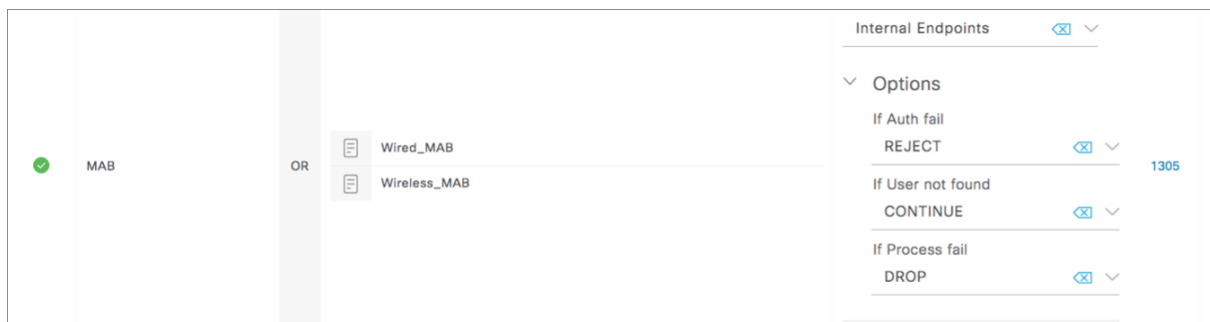 Internal Endpoints
Options
If Auth fail
REJECT
MAB
OR
Wired_MAB
Wireless_MAB
1305
If User not found
CONTINUE
If Process fail
DROP